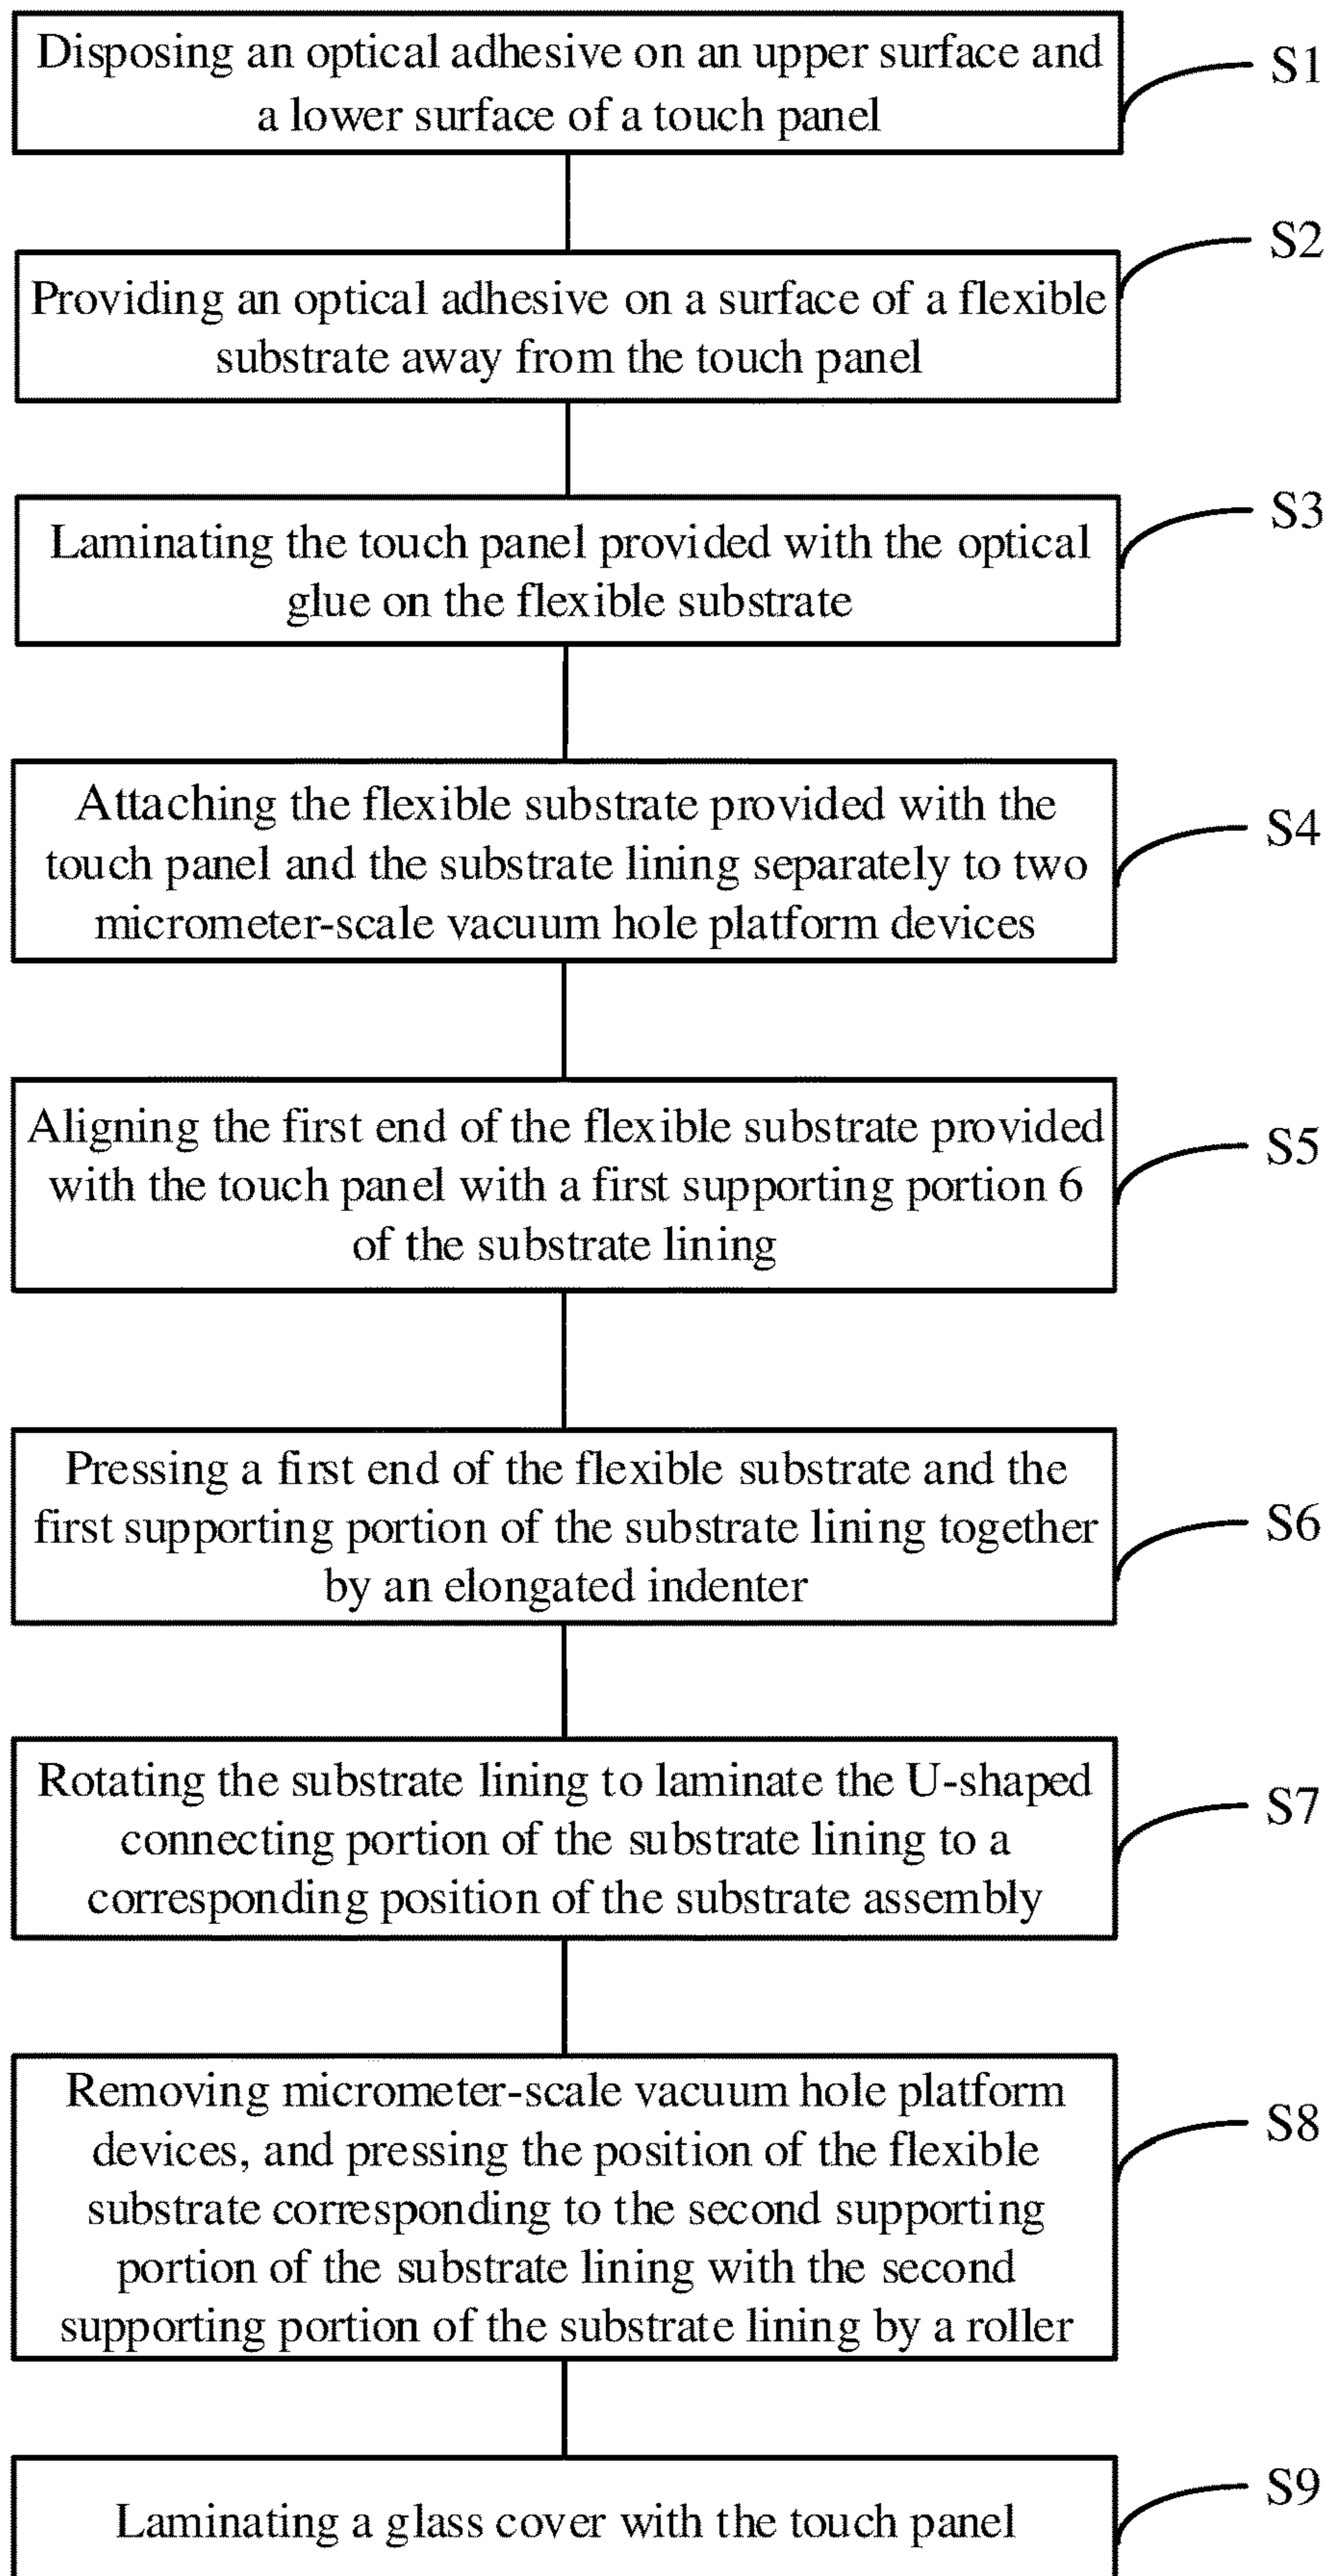 Disposing an optical adhesive on an upper surface and
a lower surface of a touch panel
S1
Providing an optical adhesive on a surface of a flexible
substrate away from the touch panel
S2
Laminating the touch panel provided with the optical
glue on the flexible substrate
S3
Attaching the flexible substrate provided with the
touch panel and the substrate lining separately to two
micrometer-scale vacuum hole platform devices
S4
Aligning the first end of the flexible substrate provided
with the touch panel with a first supporting portion 6
of the substrate lining
S5
Pressing a first end of the flexible substrate and the
first supporting portion of the substrate lining together
by an elongated indenter
S6
Rotating the substrate lining to laminate the U-shaped
connecting portion of the substrate lining to a
corresponding position of the substrate assembly
S7
Removing micrometer-scale vacuum hole platform
devices, and pressing the position of the flexible
substrate corresponding to the second supporting
portion of the substrate lining with the second
supporting portion of the substrate lining by a roller
S8
Laminating a glass cover with the touch panel
S9